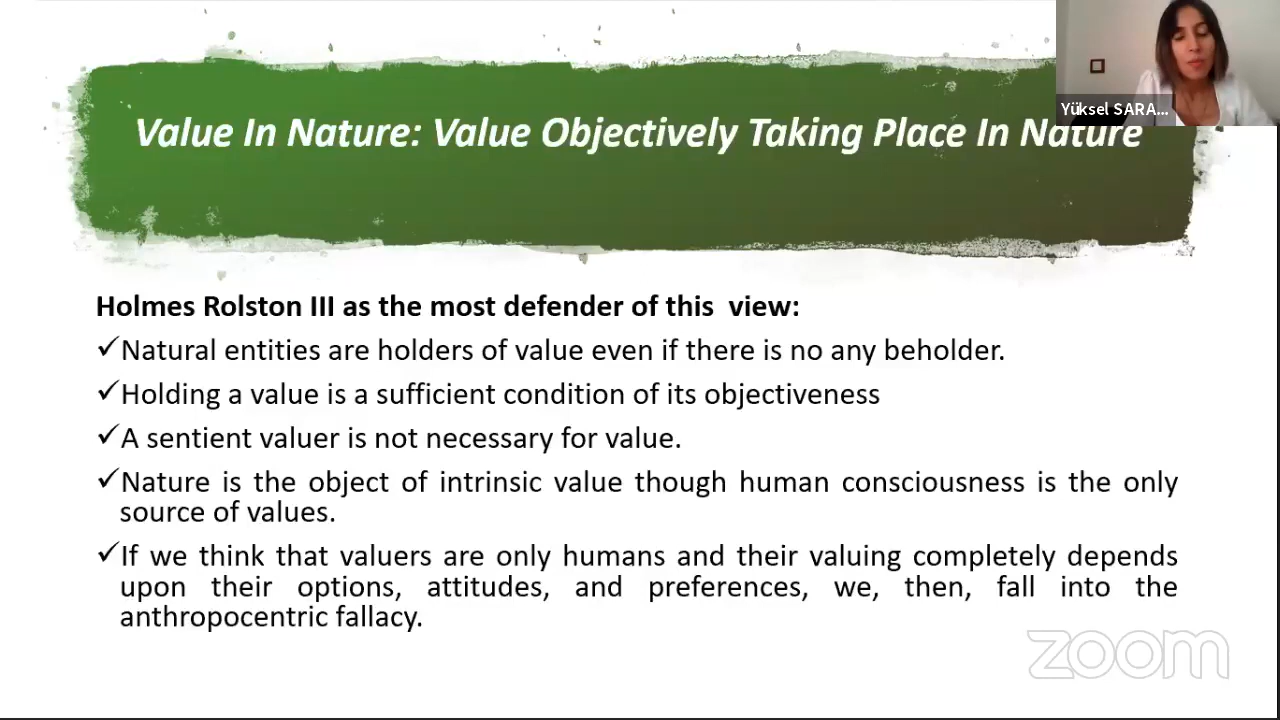 Yüksel SARA...
Value In Nature: Value Objectively Taking Place In Nature
Holmes Rolston III as the most defender of this  view:
✓Natural entities are holders of value even if there is no any beholder.
✓Holding a value is a sufficient condition of its objectiveness
✓A sentient valuer is not necessary for value.
✓Nature is the object of intrinsic value though human consciousness is the only
source of values.
✓If we think that valuers are only humans and their valuing completely depends
upon their options, attitudes, and preferences, we, then, fall into the
anthropocentric fallacy.
zoom